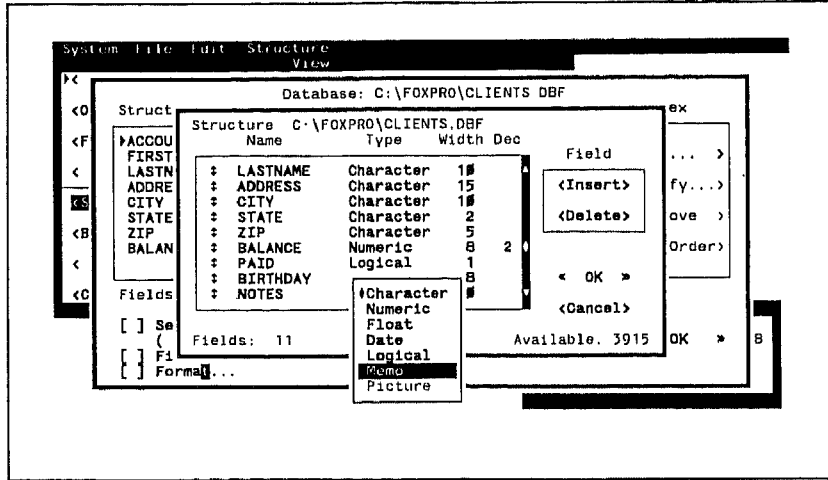 System File Edit Structure
View
Database: C:\FOXPRO\CLIENTS DBF
<O Struct ex
Structure C:\FOXPRO\CLIENTS.DBF
Name Type Width Dec
Field
<F ACCOU
FIRST
LASTN
ADDRE
CITY
STATE
ZIP
BALAN
LASTNAME Character 10
ADDRESS Character 15
CITY Character 10
STATE Character 2
ZIP Character 5
BALANCE Numeric 8 2
PAID Logical 1
BIRTHDAY 8
NOTES 0
<Insert>
<Delete>
« OK »
<Cancel>
... >
fy...>
ove >
Order>
<S
<B
<
<C Fields
Character
Numeric
Float
Date
Logical
Memo
Picture
Fields: 11 Available. 3915
[ ] Se
(
[ ] Fi
[ ] Format...
OK » B